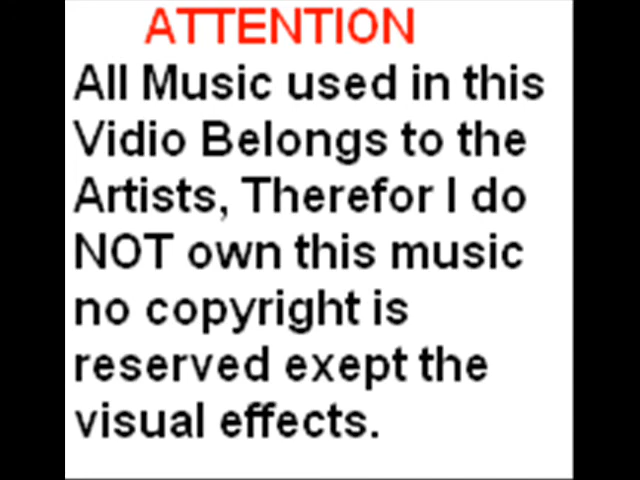 ATTENTION
All Music used in this
Vidio Belongs to the
Artists, Therefor I do
NOT own this music
no copyright is
reserved exept the
visual effects.